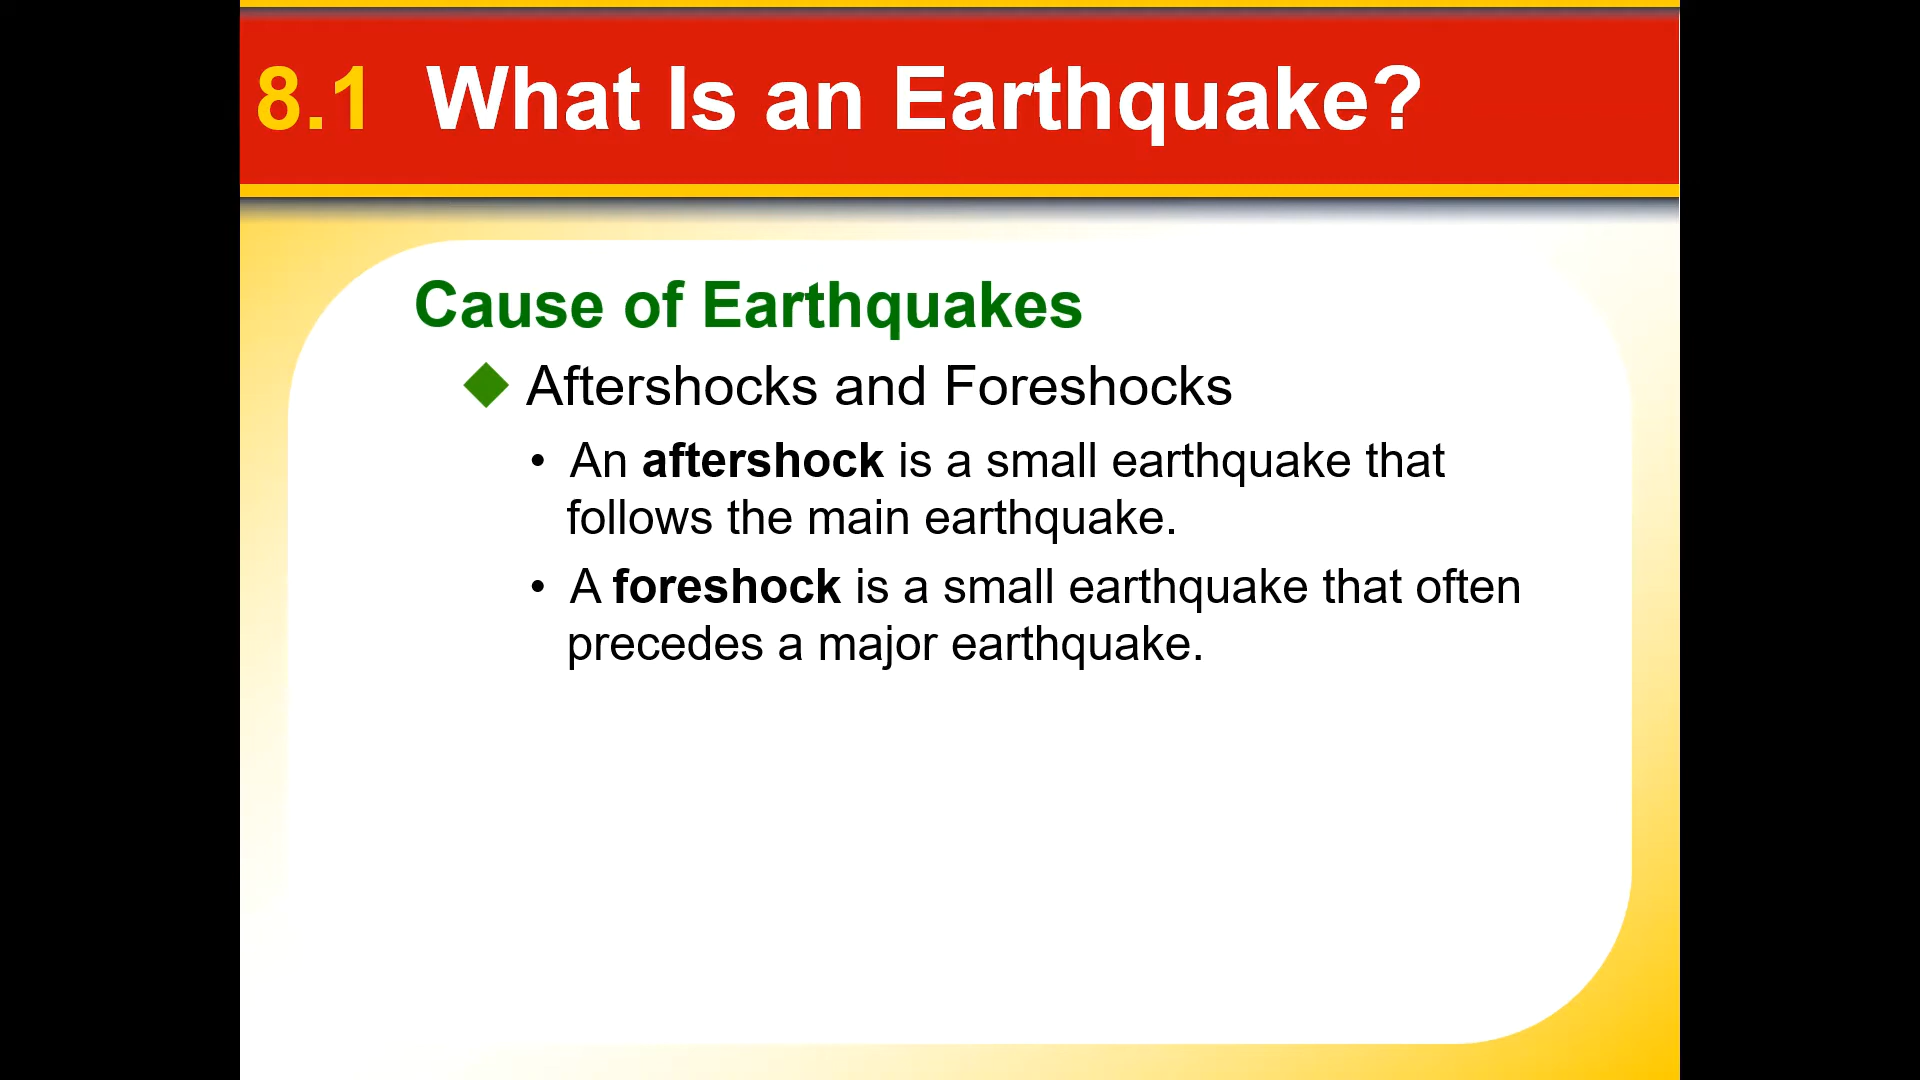 8.1 What Is an Earthquake?
Cause of Earthquakes
◆ Aftershocks and Foreshocks
• An aftershock is a small earthquake that
follows the main earthquake.
• A foreshock is a small earthquake that often
precedes a major earthquake.